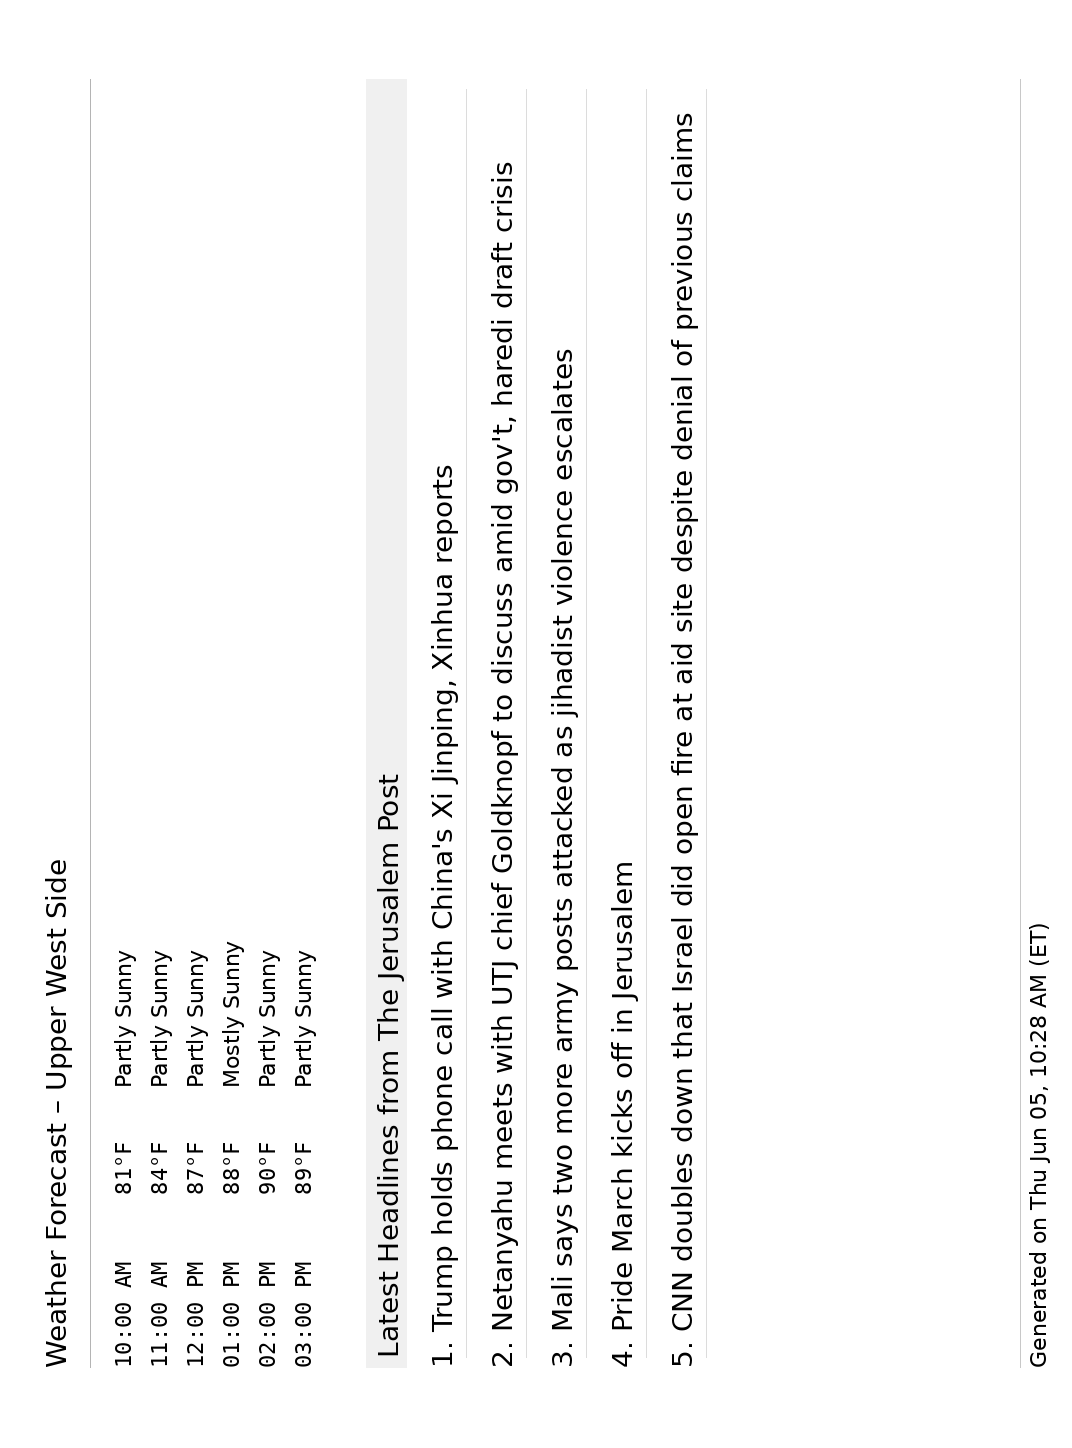 Weather Forecast – Upper West Side
10:00 AM 81°F Partly Sunny
11:00 AM 84°F Partly Sunny
12:00 PM 87°F Partly Sunny
01:00 PM 88°F Mostly Sunny
02:00 PM 90°F Partly Sunny
03:00 PM 89°F Partly Sunny
Latest Headlines from The Jerusalem Post
1. Trump holds phone call with China's Xi Jinping, Xinhua reports
2. Netanyahu meets with UTJ chief Goldknopf to discuss amid gov't, haredi draft crisis
3. Mali says two more army posts attacked as jihadist violence escalates
4. Pride March kicks off in Jerusalem
5. CNN doubles down that Israel did open fire at aid site despite denial of previous claims
Generated on Thu Jun 05, 10:28 AM (ET)